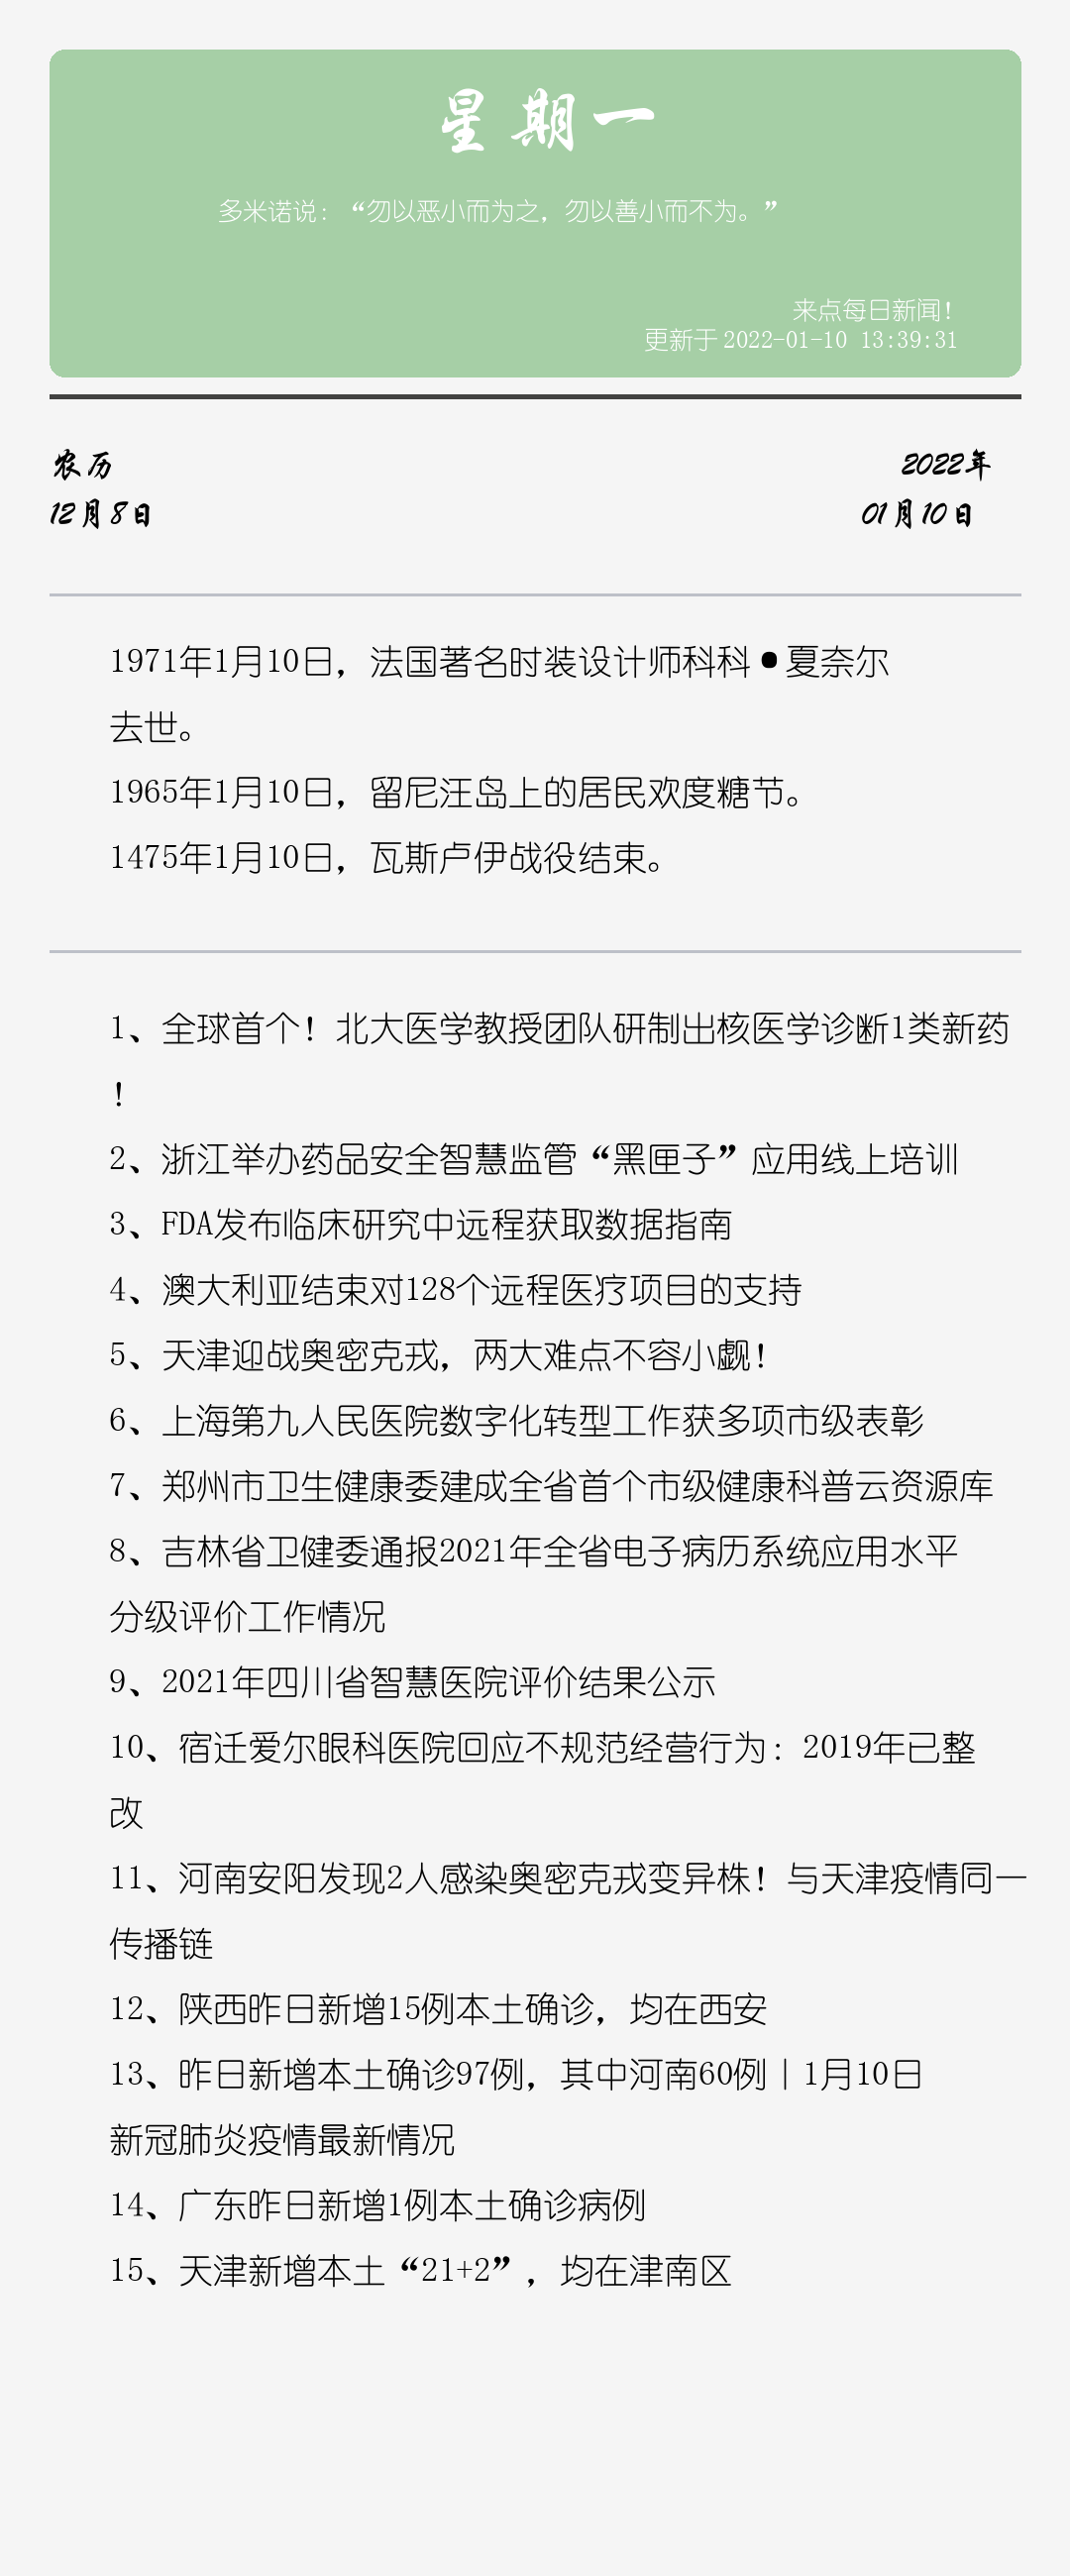 星期一
多米诺说：“勿以恶小而为之，勿以善小而不为。”
来点每日新闻！
更新于 2022-01-10 13:39:31
农历
2022年
12月8日
01月10日
1971年1月10日，法国著名时装设计师科科•夏奈尔
去世。
1965年1月10日，留尼汪岛上的居民欢度糖节。
1475年1月10日，瓦斯卢伊战役结束。
1、全球首个！北大医学教授团队研制出核医学诊断1类新药
！
2、浙江举办药品安全智慧监管“黑匣子”应用线上培训
3、FDA发布临床研究中远程获取数据指南
4、澳大利亚结束对128个远程医疗项目的支持
5、天津迎战奥密克戎，两大难点不容小觑！
6、上海第九人民医院数字化转型工作获多项市级表彰
7、郑州市卫生健康委建成全省首个市级健康科普云资源库
8、吉林省卫健委通报2021年全省电子病历系统应用水平
分级评价工作情况
9、2021年四川省智慧医院评价结果公示
10、宿迁爱尔眼科医院回应不规范经营行为：2019年已整
改
11、河南安阳发现2人感染奥密克戎变异株！与天津疫情同一
传播链
12、陕西昨日新增15例本土确诊，均在西安
13、昨日新增本土确诊97例，其中河南60例｜1月10日
新冠肺炎疫情最新情况
14、广东昨日新增1例本土确诊病例
15、天津新增本土“21+2”，均在津南区